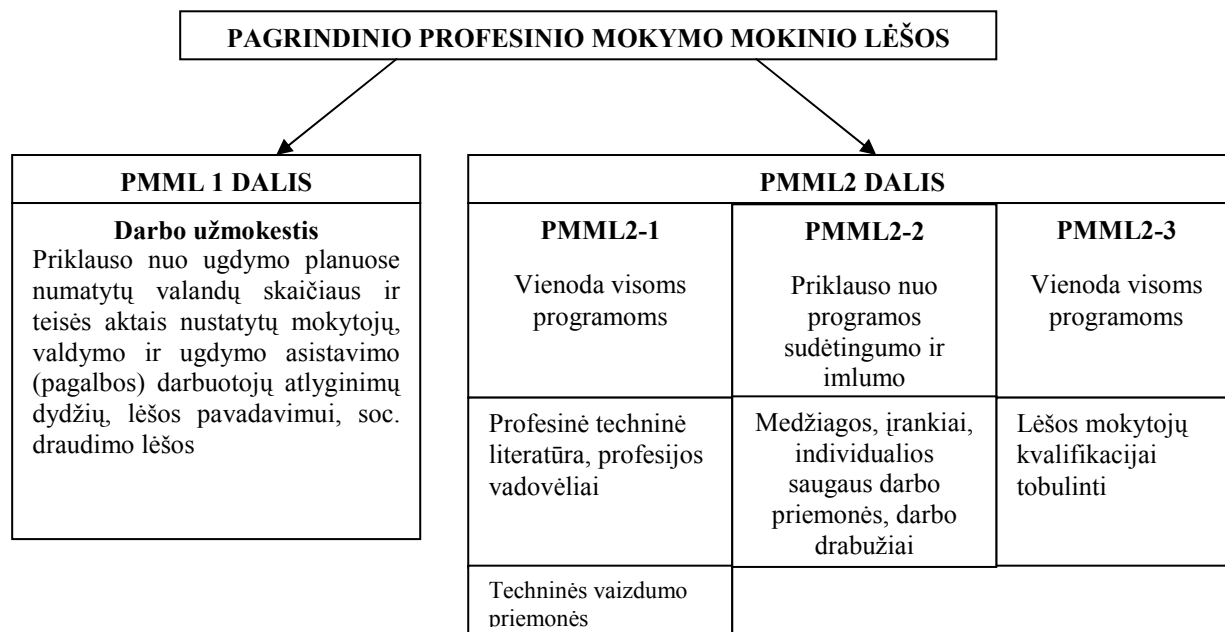 PAGRINDINIO PROFESINIO MOKYMO MOKINIO LĖŠOS
PMML 1 DALIS
Darbo užmokestis
Priklauso nuo ugdymo planuose
numatytų valandų skaičiaus ir
teisės aktais nustatytų mokytojų,
valdymo ir ugdymo asistavimo
(pagalbos) darbuotojų atlyginimų
dydžių, lėšos pavadavimui, soc.
draudimo lėšos
PMML2 DALIS
PMML2-1
Vienoda visoms
programoms
PMML2-2
Priklauso nuo
programos
sudėtingumo ir
imlumo
PMML2-3
Vienoda visoms
programoms
Profesinė techninė
literatūra, profesijos
vadovėliai
Medžiagos, įrankiai,
individualios
saugaus darbo
priemonės, darbo
drabužiai
Lėšos mokytojų
kvalifikacijai
tobulinti
Techninės vaizdumo
priemonės